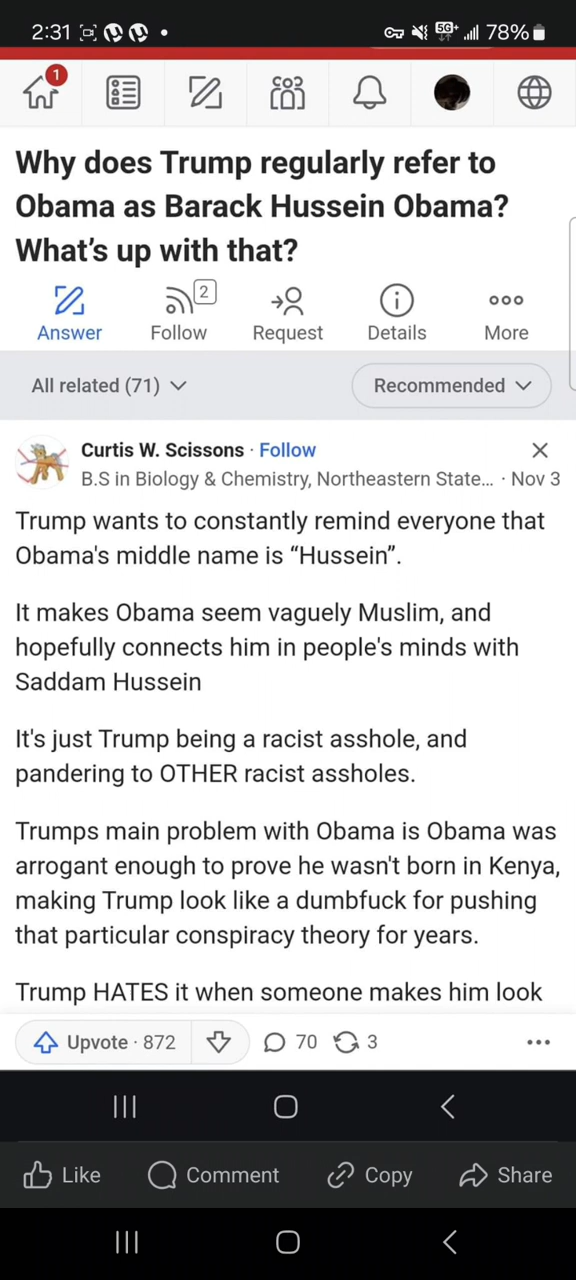 2:31 5G+ 78%
1
Why does Trump regularly refer to
Obama as Barack Hussein Obama?
What's up with that?
2
Answer Follow Request Details More
All related (71) Recommended
Curtis W. Scissons · Follow
B.S in Biology & Chemistry, Northeastern State... · Nov 3
Trump wants to constantly remind everyone that
Obama's middle name is “Hussein”.
It makes Obama seem vaguely Muslim, and
hopefully connects him in people's minds with
Saddam Hussein
It's just Trump being a racist asshole, and
pandering to OTHER racist assholes.
Trumps main problem with Obama is Obama was
arrogant enough to prove he wasn't born in Kenya,
making Trump look like a dumbfuck for pushing
that particular conspiracy theory for years.
Trump HATES it when someone makes him look
Upvote · 872 70 3
Like Comment Copy Share